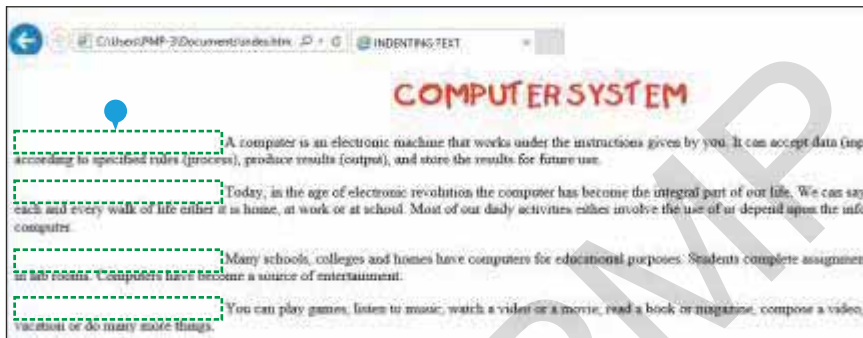 C:\Users\PMP-3\Documents\index.htm
INDENTING TEXT
COMPUTER SYSTEM
A computer is an electronic machine that works under the instructions given by you. It can accept data (inp
according to specified rules (process), produce results (output), and store the results for future use.
Today, in the age of electronic revolution the computer has become the integral part of our life. We can say
each and every walk of life either it is home, at work or at school. Most of our daily activities either involve the use of or depend upon the info
computer.
Many schools, colleges and homes have computers for educational purposes. Students complete assignmen
in lab rooms. Computers have become a source of entertainment.
You can play games, listen to music, watch a video or a movie, read a book or magazine, compose a video,
vacation or do many more things.
PMP